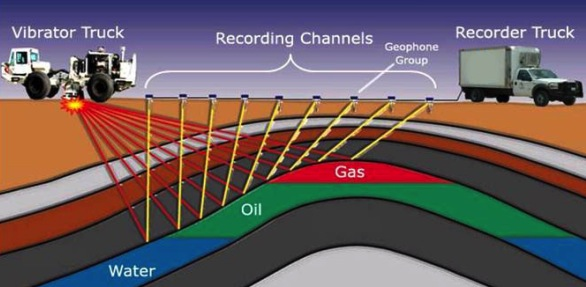 Vibrator Truck
Recording Channels
Geophone
Group
Recorder Truck
Gas
Oil
Water